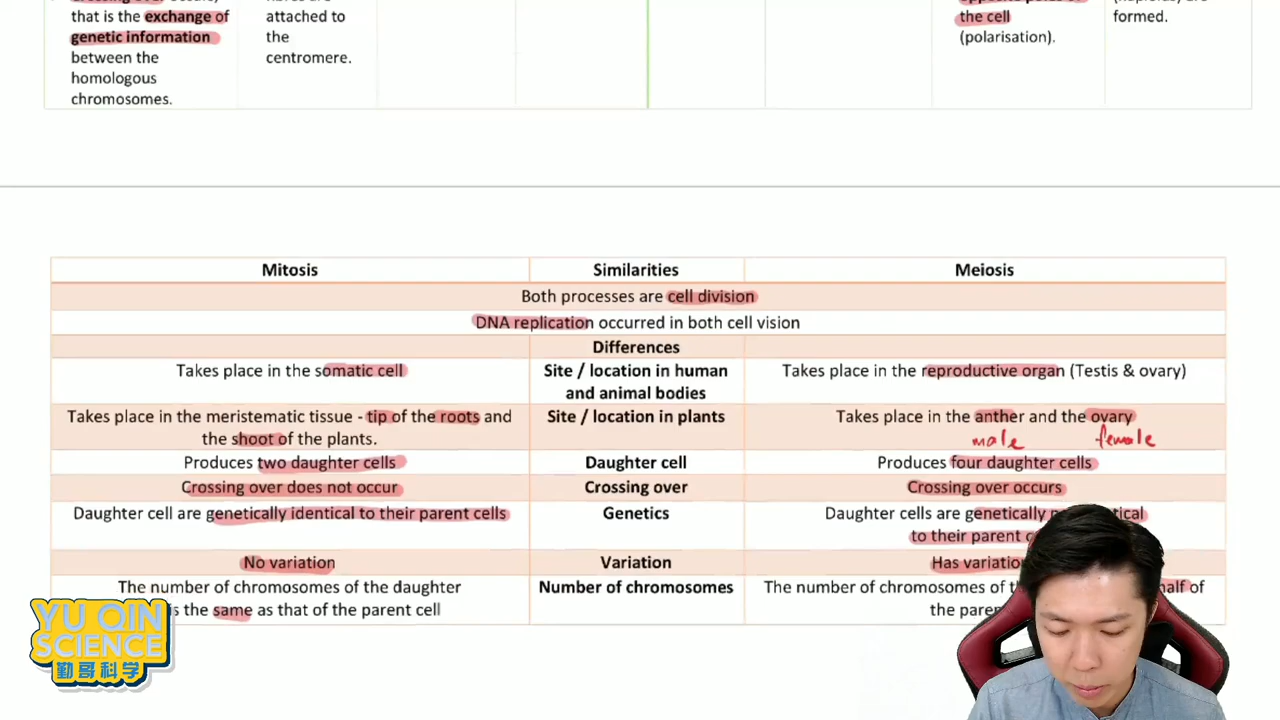 that is the exchange of
genetic information
between the
homologous
chromosomes.
attached to
the
centromere.
the cell
(polarisation).
formed.
Mitosis Similarities Meiosis
Both processes are cell division
DNA replication occurred in both cell vision
Differences
Takes place in the somatic cell
Site / location in human
and animal bodies
Takes place in the reproductive organ (Testis & ovary)
Takes place in the meristematic tissue - tip of the roots and
the shoot of the plants.
Site / location in plants
Takes place in the anther and the ovary
male female
Produces two daughter cells Daughter cell Produces four daughter cells
Crossing over does not occur Crossing over Crossing over occurs
Daughter cell are genetically identical to their parent cells
Genetics
Daughter cells are genetically
to their parent
No variation Variation Has variation
The number of chromosomes of the daughter
is the same as that of the parent cell
Number of chromosomes
The number of chromosomes of half of
the
YU QIN
SCIENCE
勤哥科学